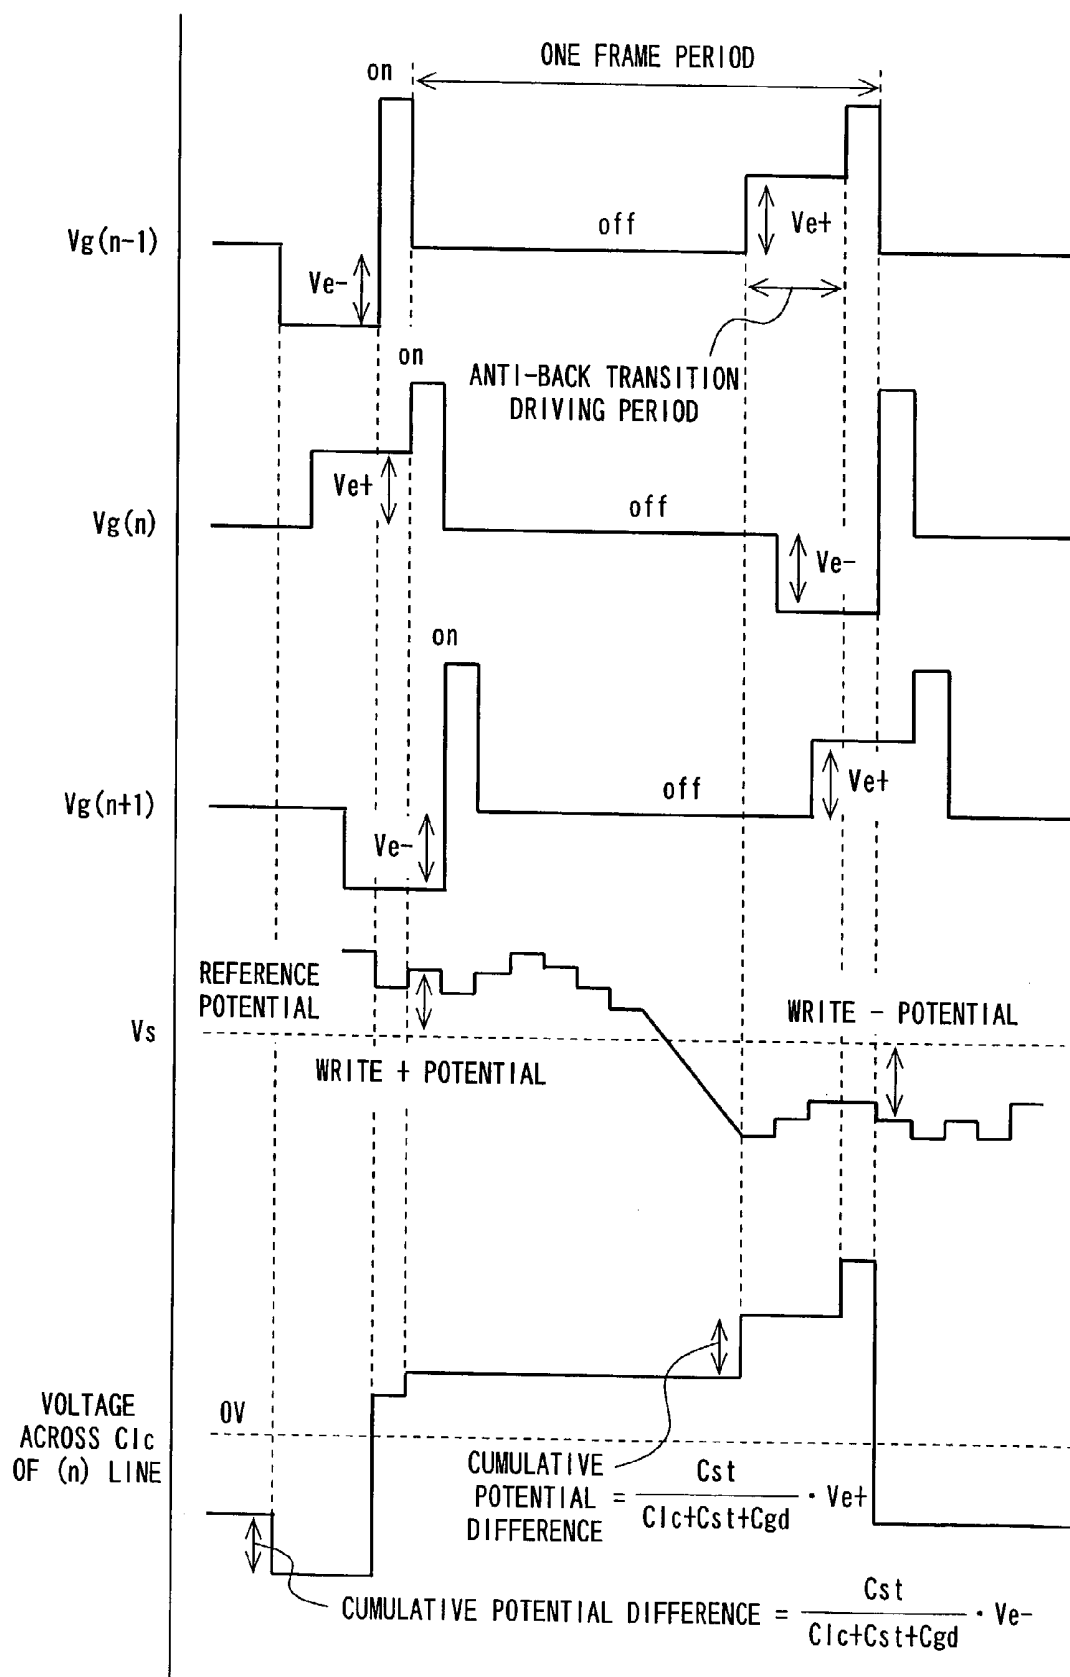 ONE FRAME PERIOD
on
Vg(n-1)
off
Ve+
Ve-
on
ANTI-BACK TRANSITION
DRIVING PERIOD
Ve+
Vg(n)
off
Ve-
on
Vg(n+1)
off
Ve+
Ve-
REFERENCE
POTENTIAL
Vs
WRITE - POTENTIAL
WRITE + POTENTIAL
VOLTAGE
ACROSS Clc
OF (n) LINE
0V
CUMULATIVE
POTENTIAL
DIFFERENCE
= Cst / Clc+Cst+Cgd · Ve+
CUMULATIVE POTENTIAL DIFFERENCE = Cst / Clc+Cst+Cgd · Ve-